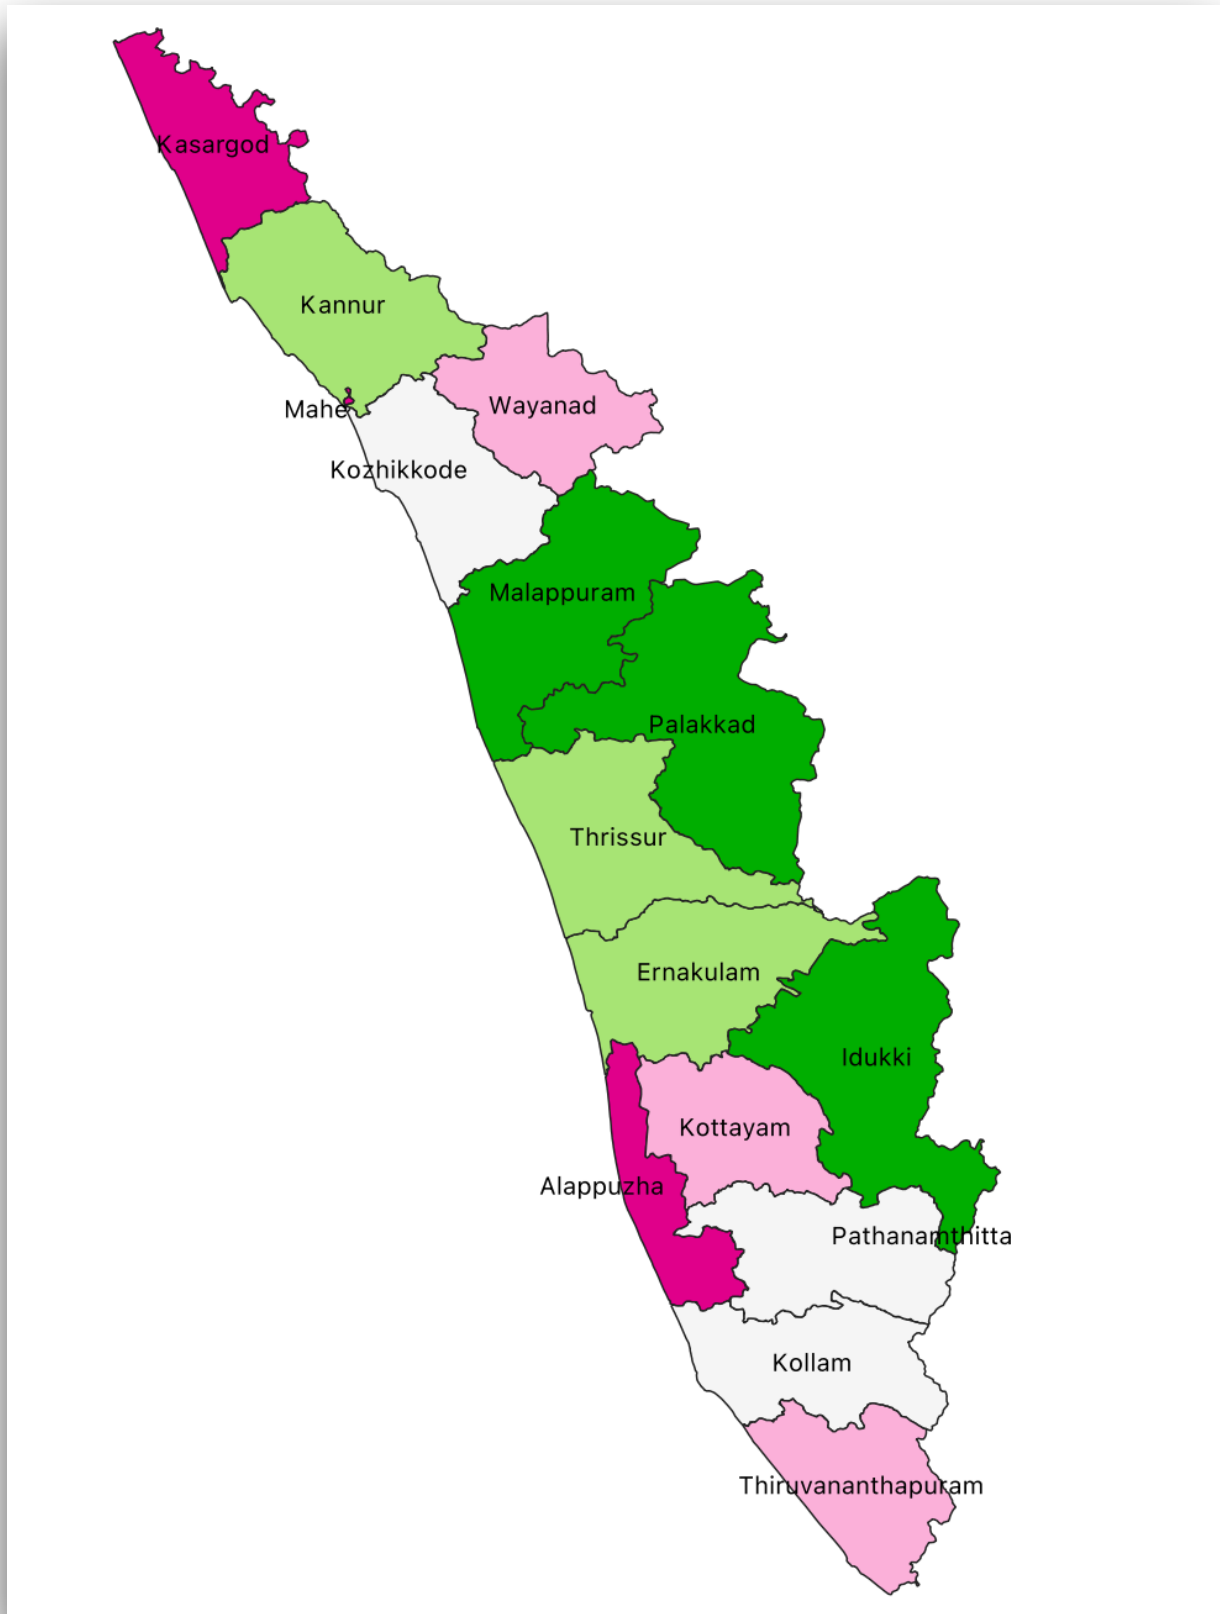 Kasargod
Kannur
Wayanad
Mahe
Kozhikkode
Malappuram
Palakkad
Thrissur
Ernakulam
Idukki
Kottayam
Alappuzha
Pathanamthitta
Kollam
Thiruvananthapuram